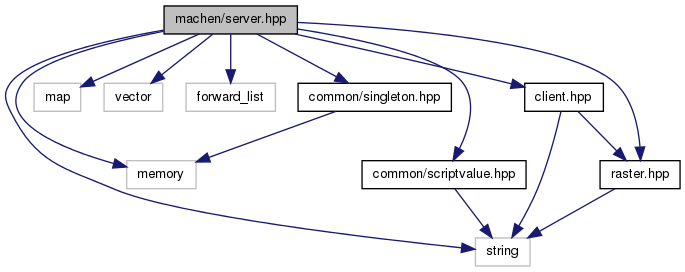 machen/server.hpp
map
vector
forward_list
common/singleton.hpp
client.hpp
memory
common/scriptvalue.hpp
raster.hpp
string